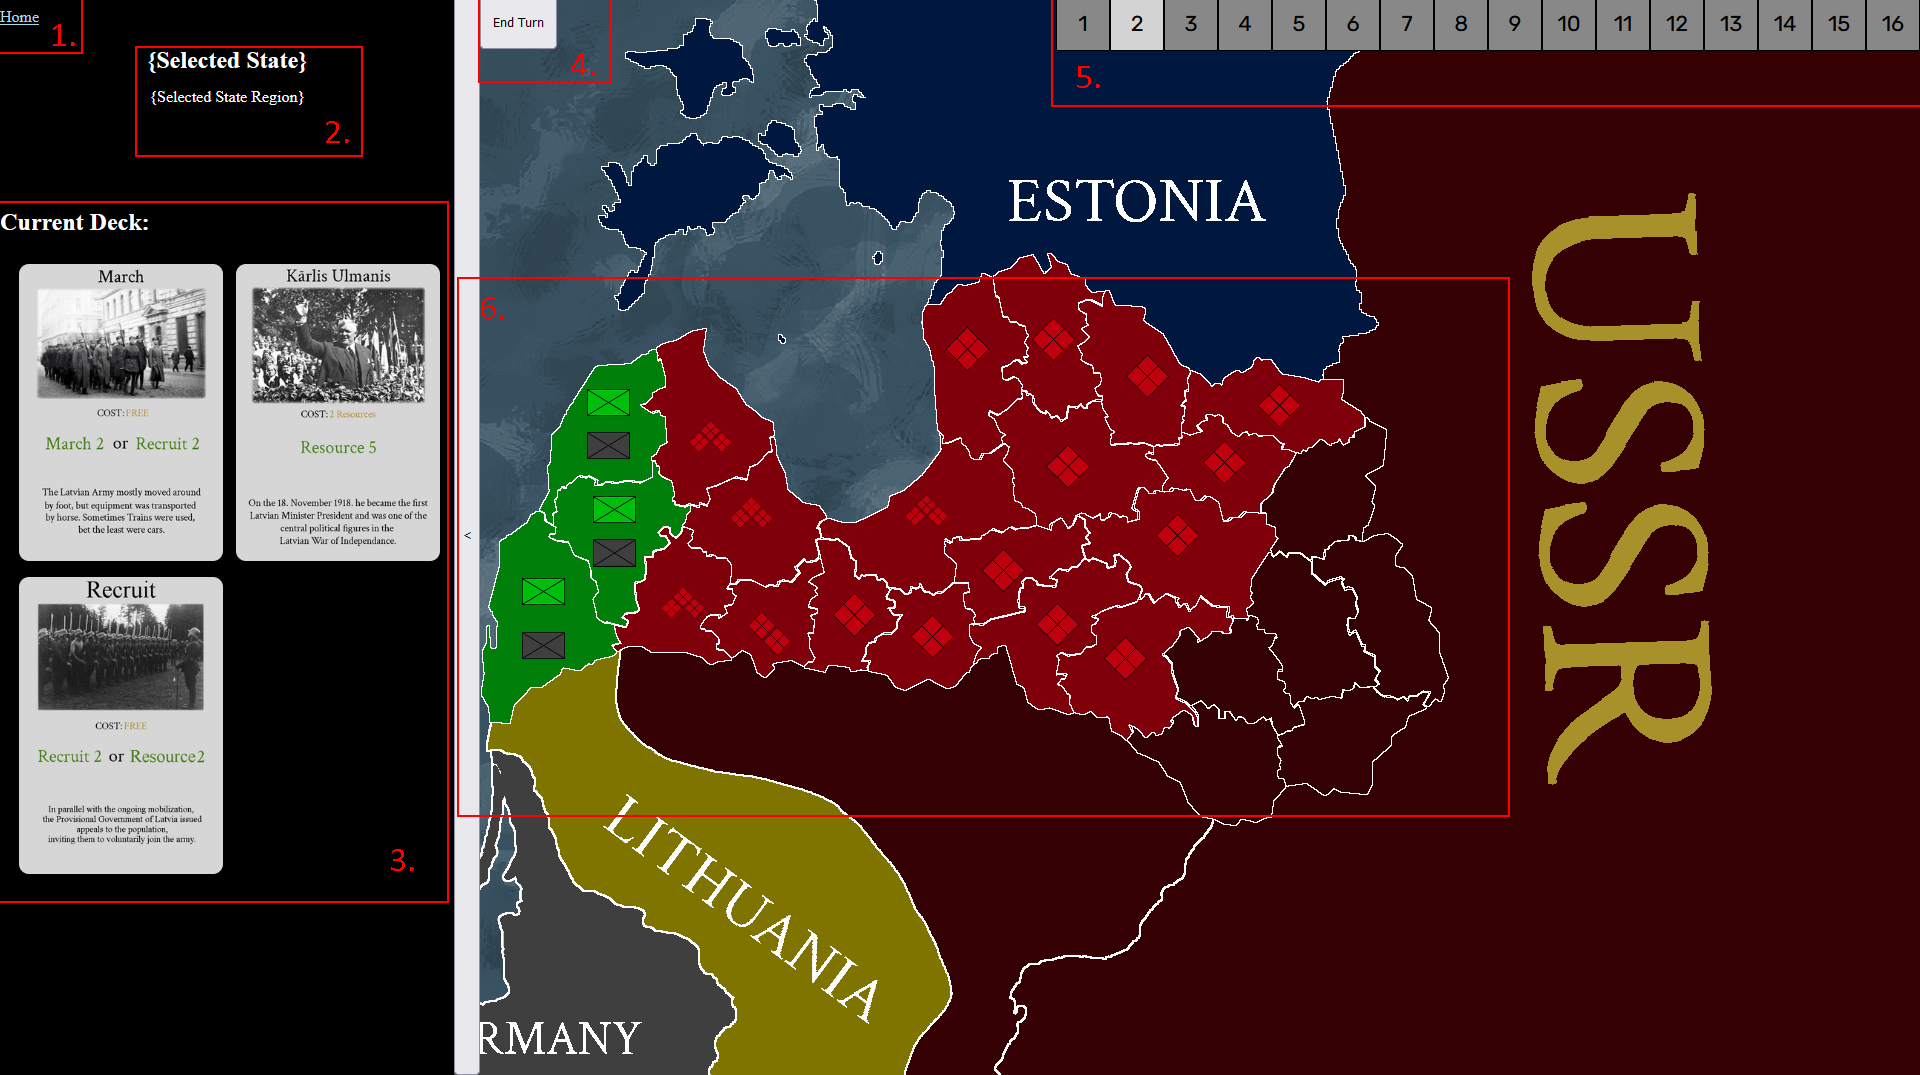 Home
1.
{Selected State}
{Selected State Region}
2.
Current Deck:
March
COST: FREE
March 2 or Recruit 2
The Latvian Army mostly moved around
by foot, but equipment was transported
by horse. Sometimes Trains were used,
bet the least were cars.
Kārlis Ulmanis
COST: 2 Resources
Resource 5
On the 18. November 1918. he became the first
Latvian Minister President and was one of the
central political figures in the
Latvian War of Independence.
Recruit
COST: FREE
Recruit 2 or Resource 2
In parallel with the ongoing mobilization,
the Provisional Government of Latvia issued
appeals to the population,
inviting them to voluntarily join the army.
3.
<
End Turn
4.
1 2 3 4 5 6 7 8 9 10 11 12 13 14 15 16
5.
ESTONIA
6.
USSR
LITHUANIA
RMANY